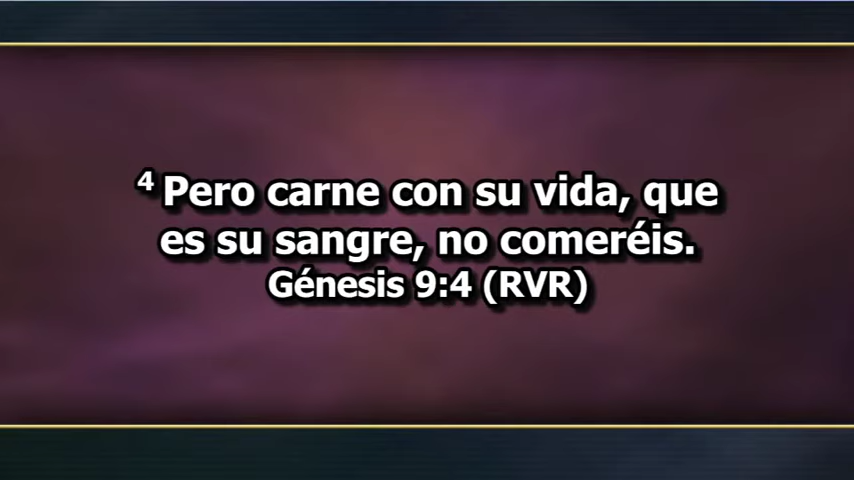 4 Pero carne con su vida, que
es su sangre, no comeréis.
Génesis 9:4 (RVR)